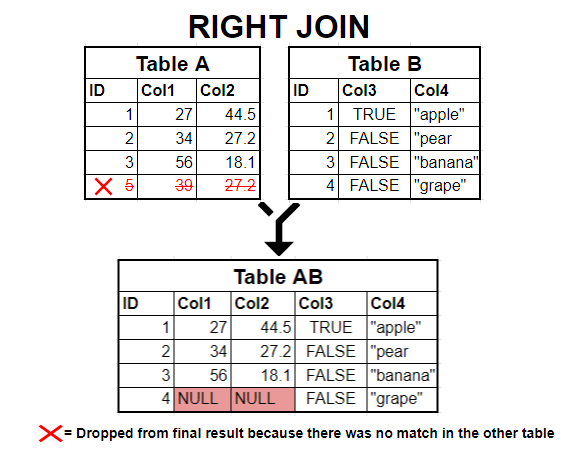 RIGHT JOIN
Table A
ID Col1 Col2
1 27 44.5
2 34 27.2
3 56 18.1
5 39 27.2
Table B
ID Col3 Col4
1 TRUE "apple"
2 FALSE "pear
3 FALSE "banana"
4 FALSE "grape"
Table AB
ID Col1 Col2 Col3 Col4
1 27 44.5 TRUE "apple"
2 34 27.2 FALSE "pear
3 56 18.1 FALSE "banana"
4 NULL NULL FALSE "grape"
= Dropped from final result because there was no match in the other table